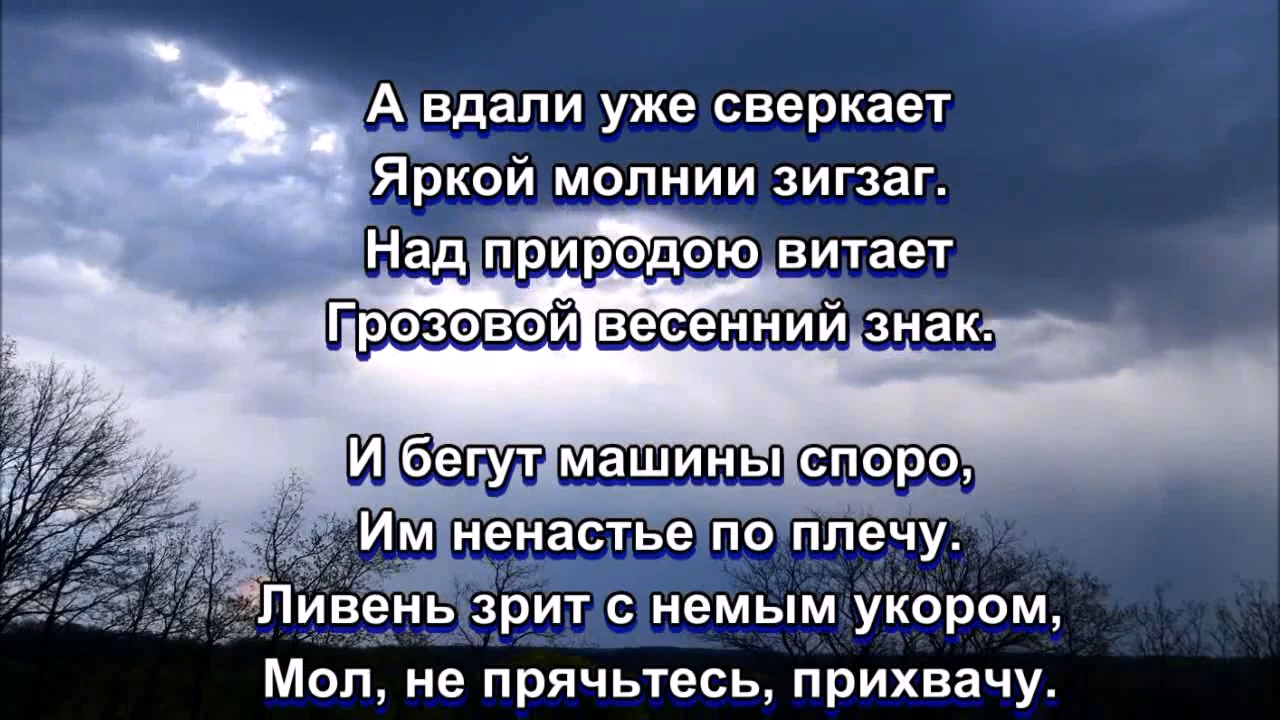 А вдали уже сверкает
Яркой молнии зигзаг.
Над природою витает
Грозовой весенний знак.
И бегут машины споро,
Им ненастье по плечу.
Ливень зрит с немым укором,
Мол, не прячьтесь, прихвачу.